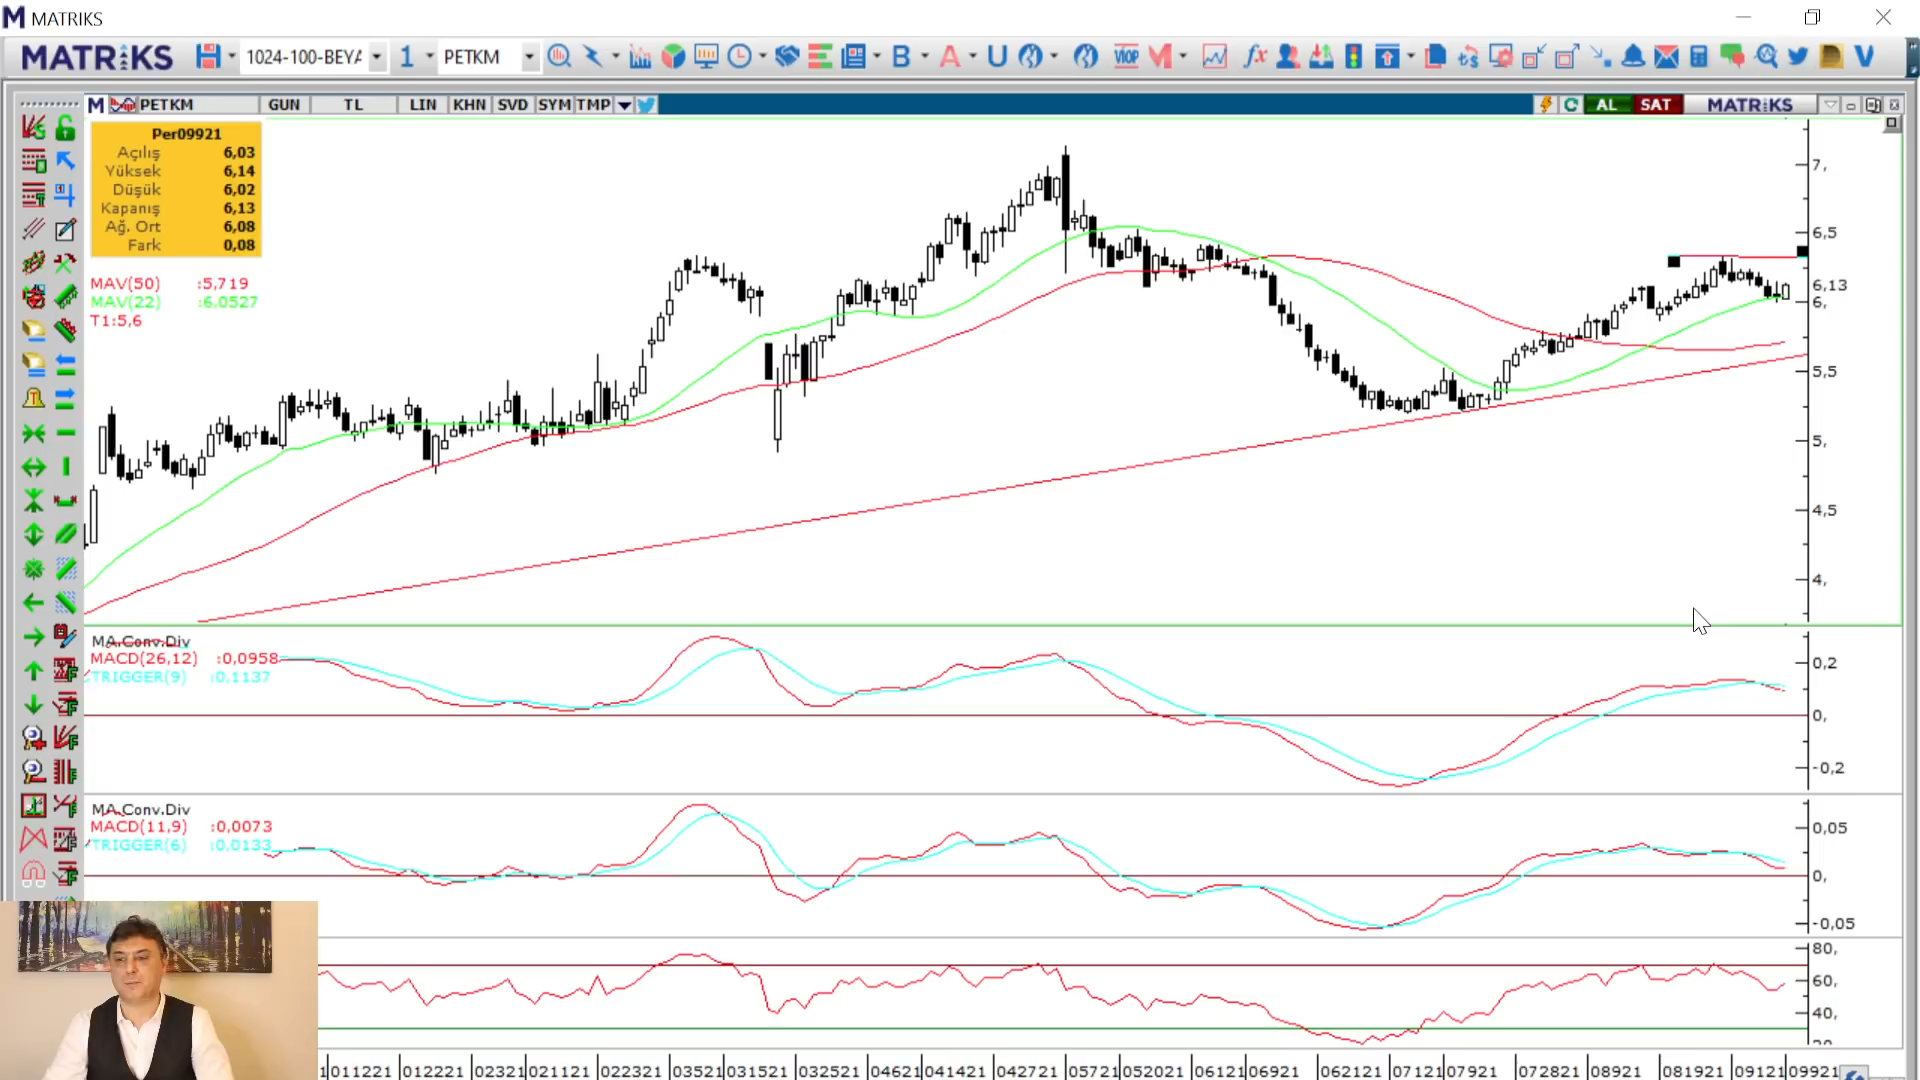 MATRIKS
MATRIKS 1024-100-BEYA 1 PETKM B A U VIOP M fx V
M PETKM GUN TL LIN KHN SVD SYM TMP AL SAT MATRIKS
Per09921
Açılış 6,03
Yüksek 6,14
Düşük 6,02
Kapanış 6,13
Ağ. Ort 6,08
Fark 0,08
MAV(50) :5,719
MAV(22) :6.0527
T1:5,6
7,
6,5
6,13
6,
5,5
5,
4,5
4,
MA.Conv.Div
MACD(26,12) :0,0958
TRIGGER(9) :0.1137
0,2
0,
-0,2
MA.Conv.Div
MACD(11,9) :0,0073
TRIGGER(6) :0.0133
0,05
0,
-0,05
80,
60,
40,
011221 012221 02321 021121 022321 03521 031521 032521 04621 041421 042721 05721 052021 06121 06921 062121 07121 07921 072821 08921 081921 09121 09921